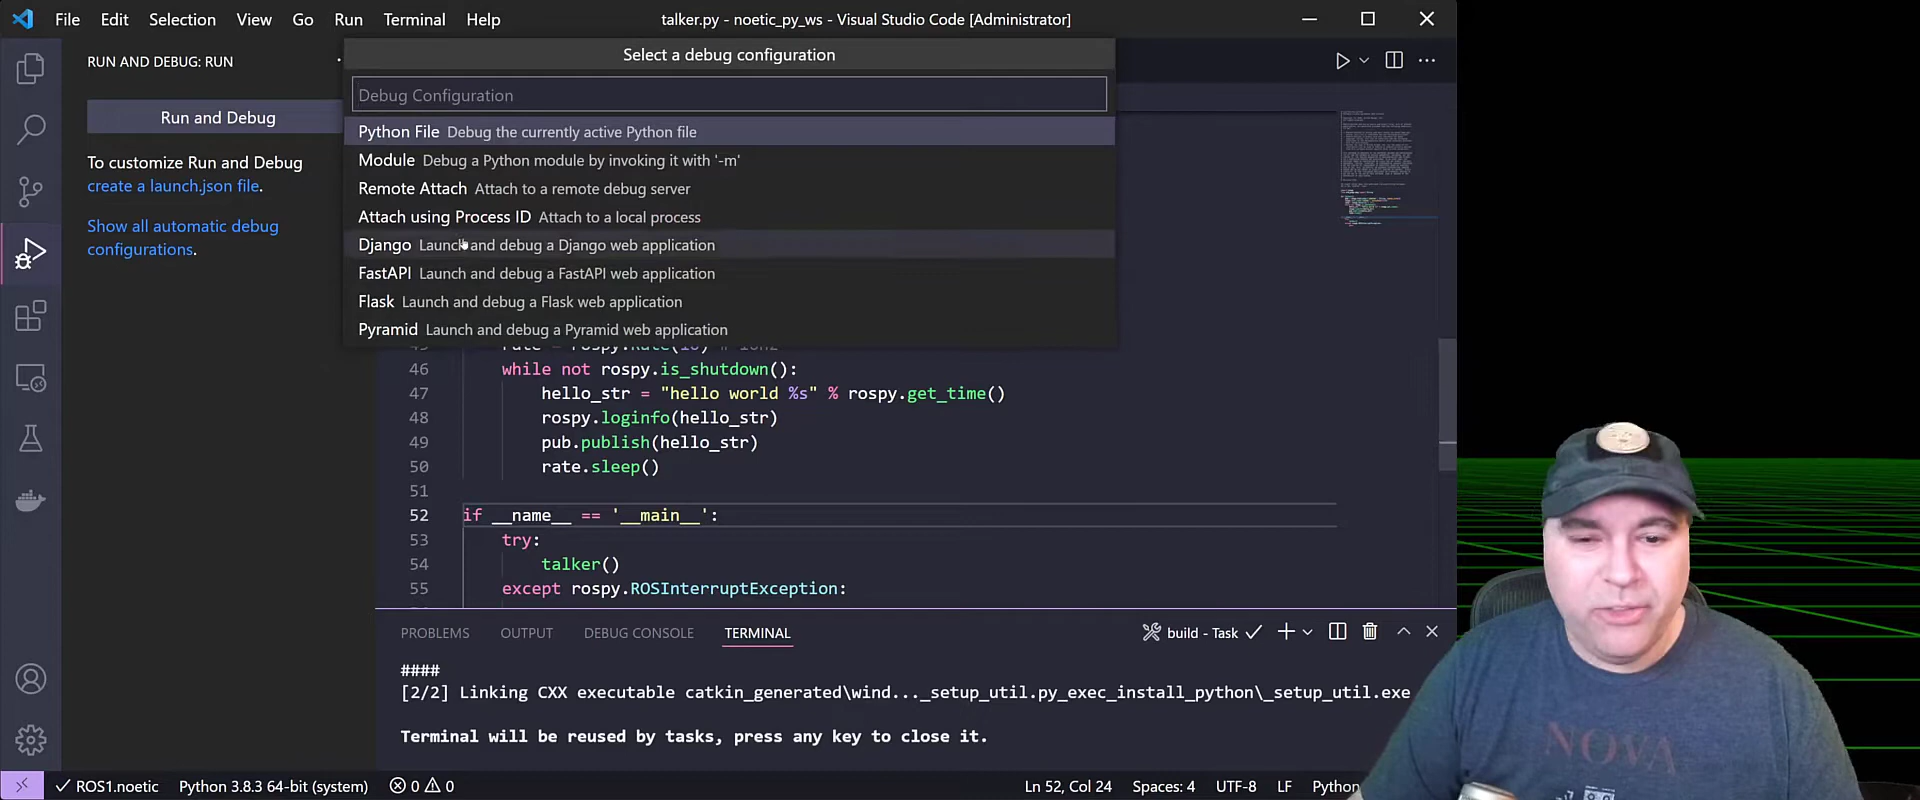 File Edit Selection View Go Run Terminal Help
talker.py - noetic_py_ws - Visual Studio Code [Administrator]
RUN AND DEBUG: RUN
Run and Debug
To customize Run and Debug
create a launch.json file.
Show all automatic debug
configurations.
Select a debug configuration
Debug Configuration
Python File Debug the currently active Python file
Module Debug a Python module by invoking it with '-m'
Remote Attach Attach to a remote debug server
Attach using Process ID Attach to a local process
Django Launch and debug a Django web application
FastAPI Launch and debug a FastAPI web application
Flask Launch and debug a Flask web application
Pyramid Launch and debug a Pyramid web application
45 rate = rospy.Rate(10) # 10hz
46 while not rospy.is_shutdown():
47 hello_str = "hello world %s" % rospy.get_time()
48 rospy.loginfo(hello_str)
49 pub.publish(hello_str)
50 rate.sleep()
51
52 if __name__ == '__main__':
53 try:
54 talker()
55 except rospy.ROSInterruptException:
PROBLEMS OUTPUT DEBUG CONSOLE TERMINAL
build - Task
####
[2/2] Linking CXX executable catkin_generated\wind..._setup_util.py_exec_install_python\_setup_util.exe
Terminal will be reused by tasks, press any key to close it.
ROS1.noetic Python 3.8.3 64-bit (system) 0 0
Ln 52, Col 24 Spaces: 4 UTF-8 LF Python
NOVA